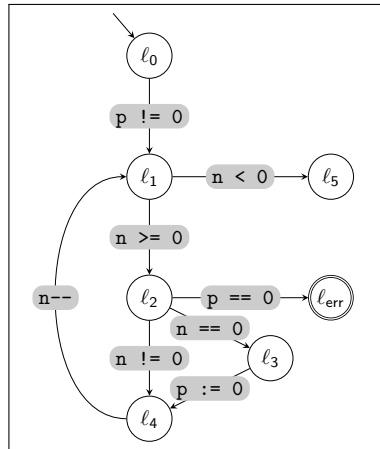 ℓ0
p != 0
ℓ1 n < 0 ℓ5
n >= 0
ℓ2 p == 0 ℓerr
n-- n == 0
n != 0 ℓ3
p := 0
ℓ4